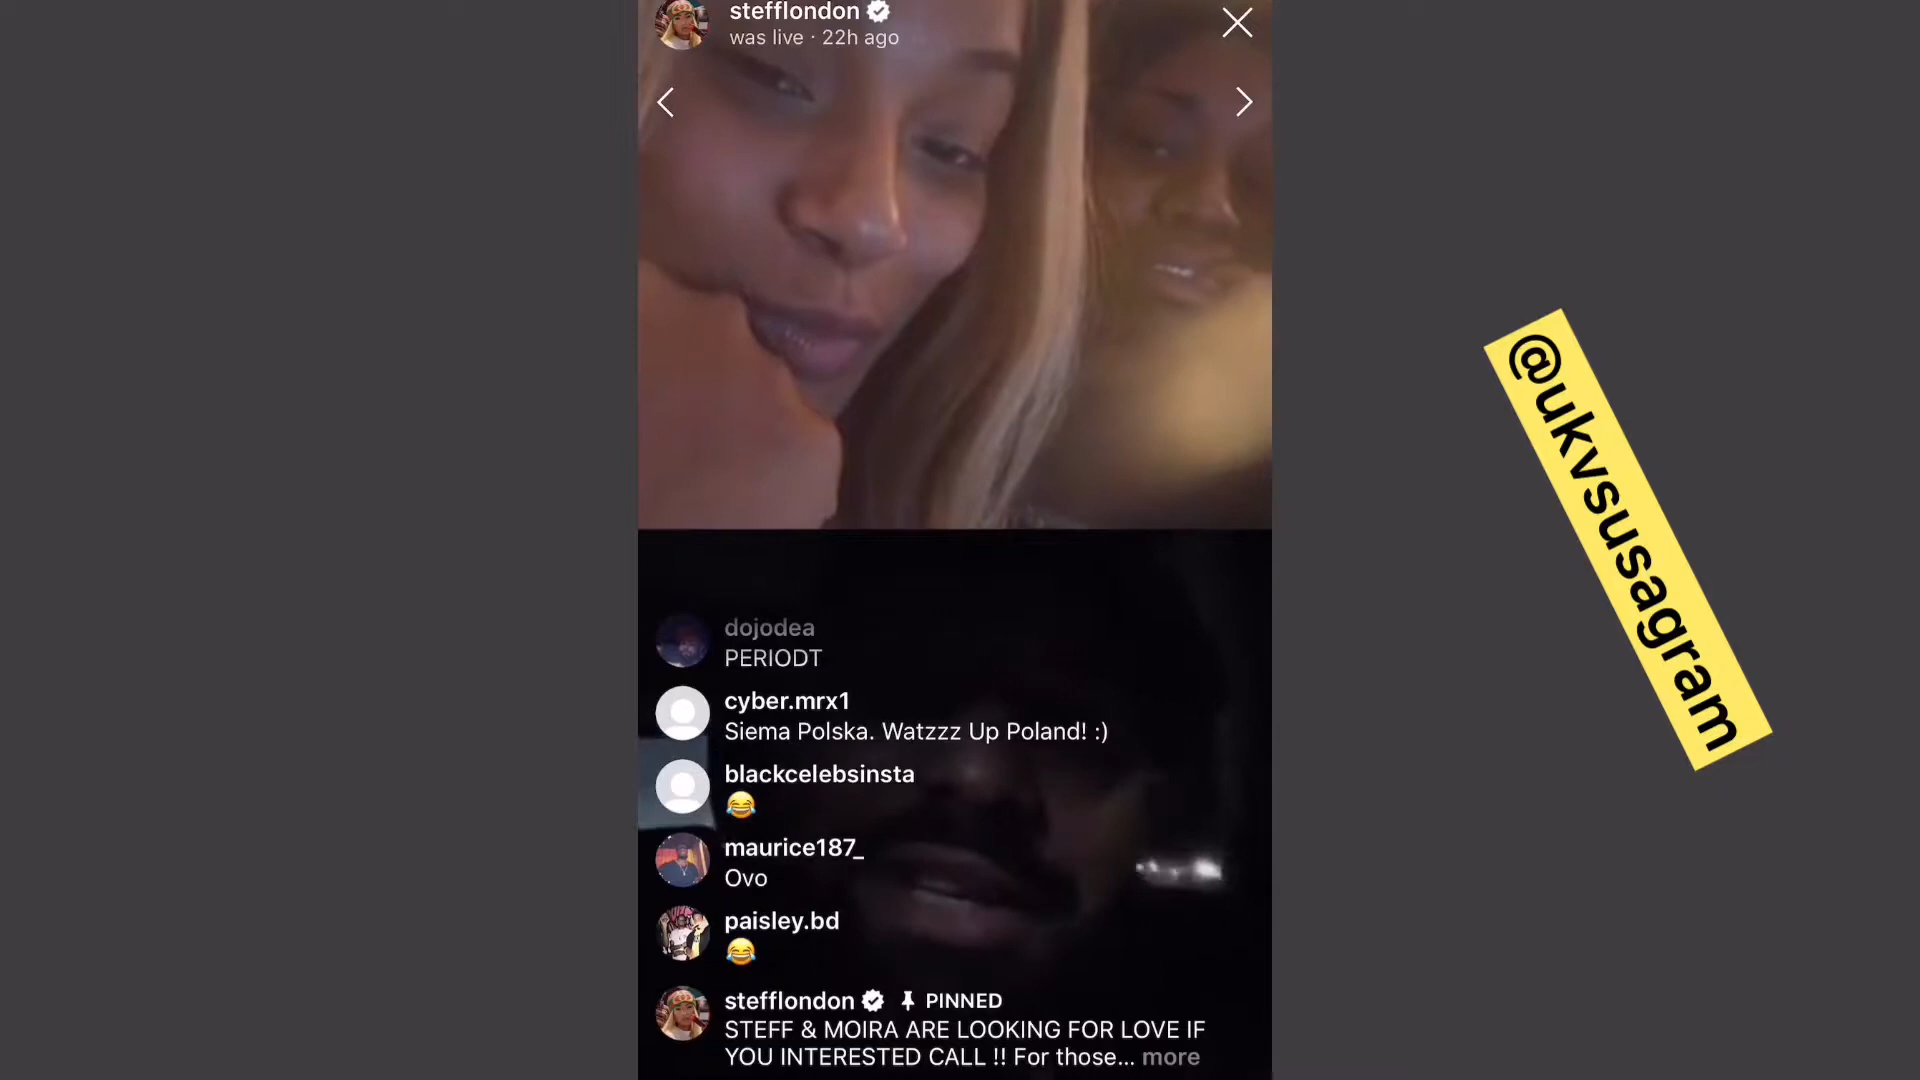 stefflondon
was live · 22h ago
dojodea
PERIODT
cyber.mrx1
Siema Polska. Watzzz Up Poland! :)
blackcelebsinsta
😂
maurice187_
Ovo
paisley.bd
😂
stefflondon PINNED
STEFF & MOIRA ARE LOOKING FOR LOVE IF
YOU INTERESTED CALL !! For those... more
@ukvsusagram